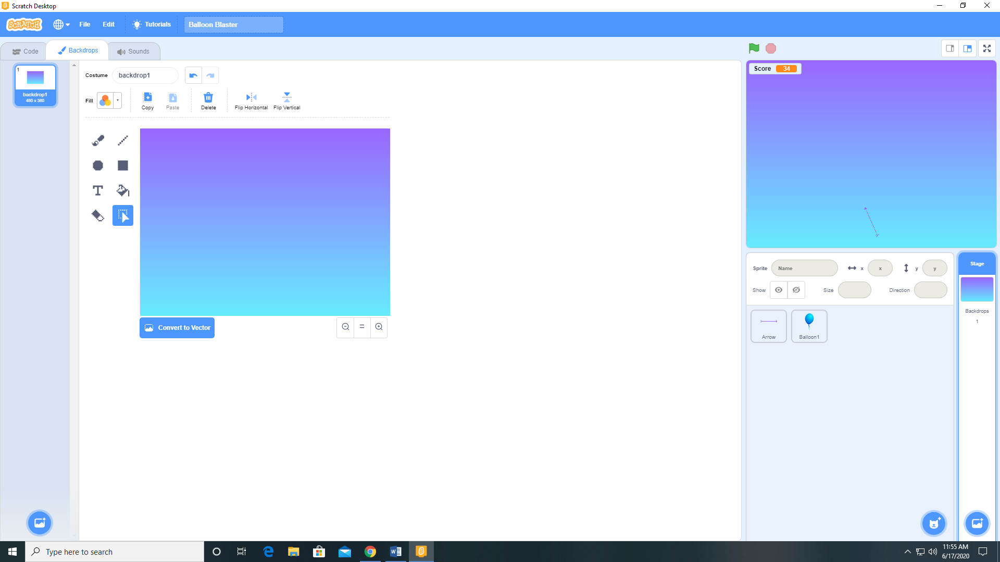 Scratch Desktop
SCRATCH File Edit Tutorials Balloon Blaster
Code Backdrops Sounds
1
backdrop1
480 x 360
Costume backdrop1
Fill Copy Paste Delete Flip Horizontal Flip Vertical
T
Convert to Vector
Score 34
Sprite Name x x y y
Show Size Direction
Arrow Balloon1
Stage
Backdrops
1
Type here to search
11:55 AM
6/17/2020